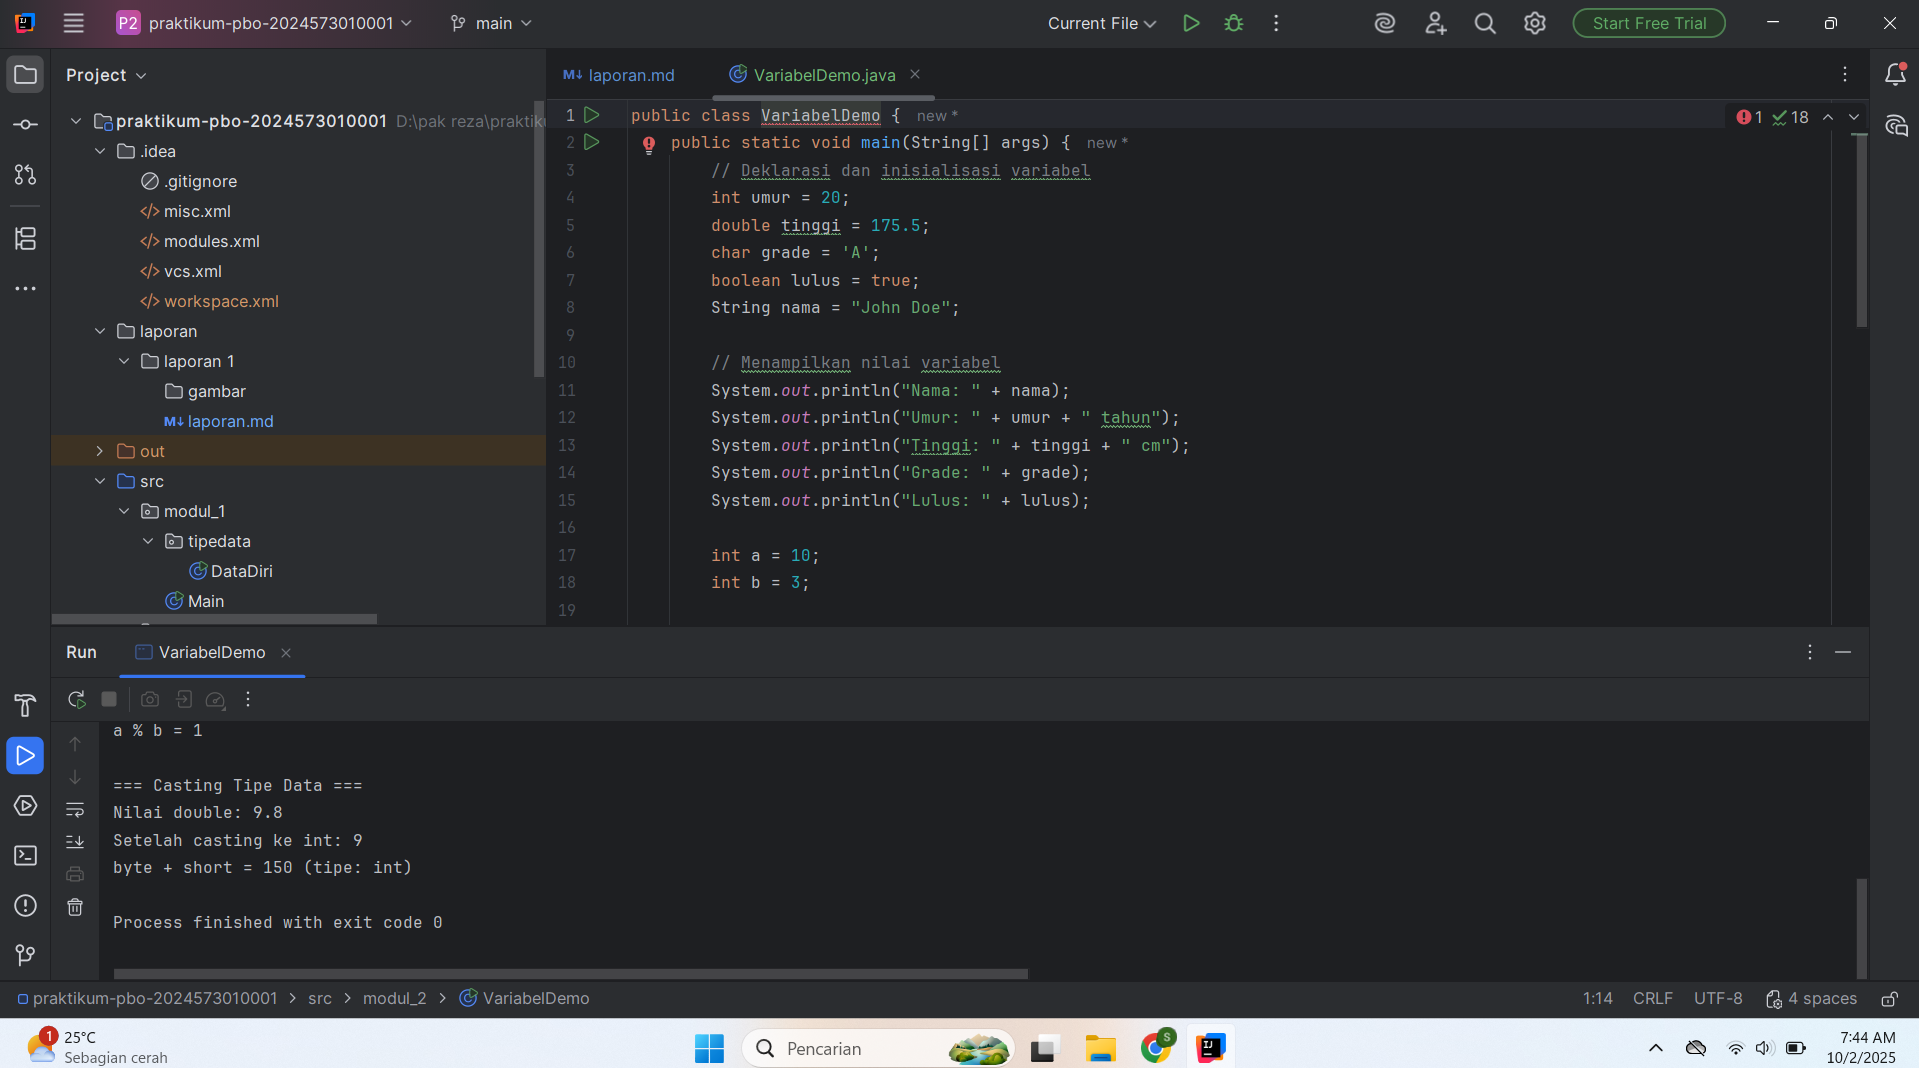 P2 praktikum-pbo-2024573010001 main Current File Start Free Trial
Project
praktikum-pbo-2024573010001 D:\pak reza\praktiku
.idea
.gitignore
misc.xml
modules.xml
vcs.xml
workspace.xml
laporan
laporan 1
gambar
laporan.md
out
src
modul_1
tipedata
DataDiri
Main
laporan.md VariabelDemo.java
1 18
1 public class VariabelDemo { new *
2 public static void main(String[] args) { new *
3 // Deklarasi dan inisialisasi variabel
4 int umur = 20;
5 double tinggi = 175.5;
6 char grade = 'A';
7 boolean lulus = true;
8 String nama = "John Doe";
9
10 // Menampilkan nilai variabel
11 System.out.println("Nama: " + nama);
12 System.out.println("Umur: " + umur + " tahun");
13 System.out.println("Tinggi: " + tinggi + " cm");
14 System.out.println("Grade: " + grade);
15 System.out.println("Lulus: " + lulus);
16
17 int a = 10;
18 int b = 3;
19
Run VariabelDemo
a % b = 1
=== Casting Tipe Data ===
Nilai double: 9.8
Setelah casting ke int: 9
byte + short = 150 (tipe: int)
Process finished with exit code 0
praktikum-pbo-2024573010001 > src > modul_2 > VariabelDemo 1:14 CRLF UTF-8 4 spaces
1
25°C
Sebagian cerah
Pencarian
S
7:44 AM
10/2/2025